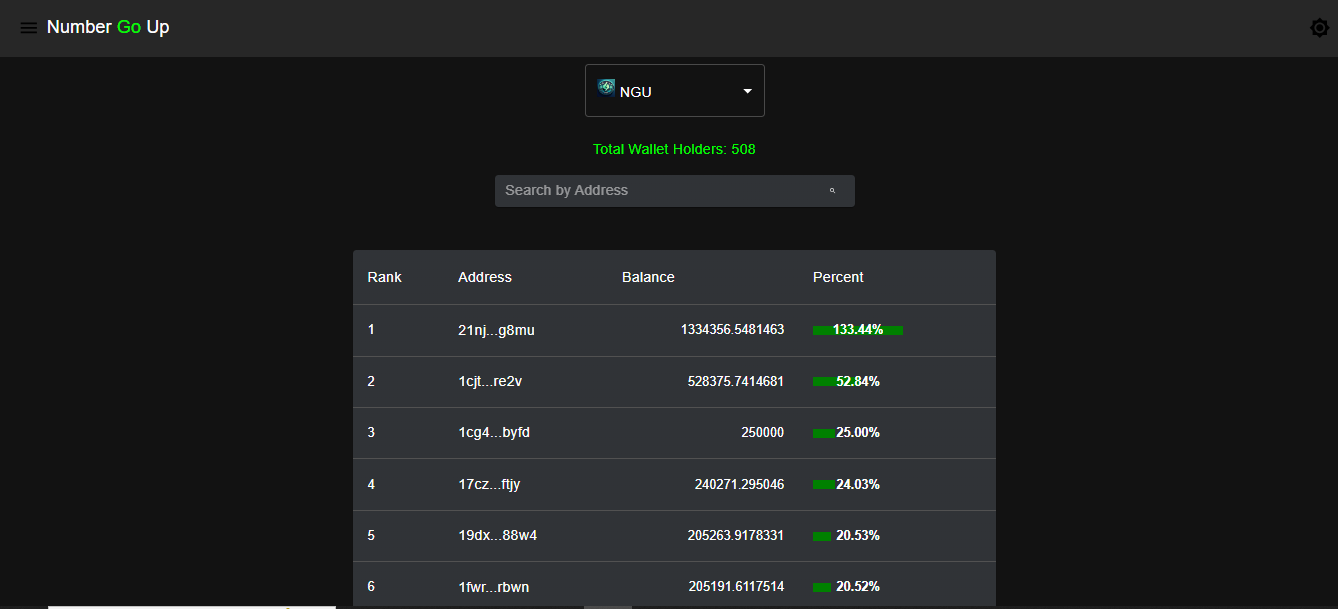 Number Go Up
NGU
Total Wallet Holders: 508
Search by Address
Rank Address Balance Percent
1 21nj...g8mu 1334356.5481463 133.44%
2 1cjt...re2v 528375.7414681 52.84%
3 1cg4...byfd 250000 25.00%
4 17cz...ftjy 240271.295046 24.03%
5 19dx...88w4 205263.9178331 20.53%
6 1fwr...rbwn 205191.6117514 20.52%